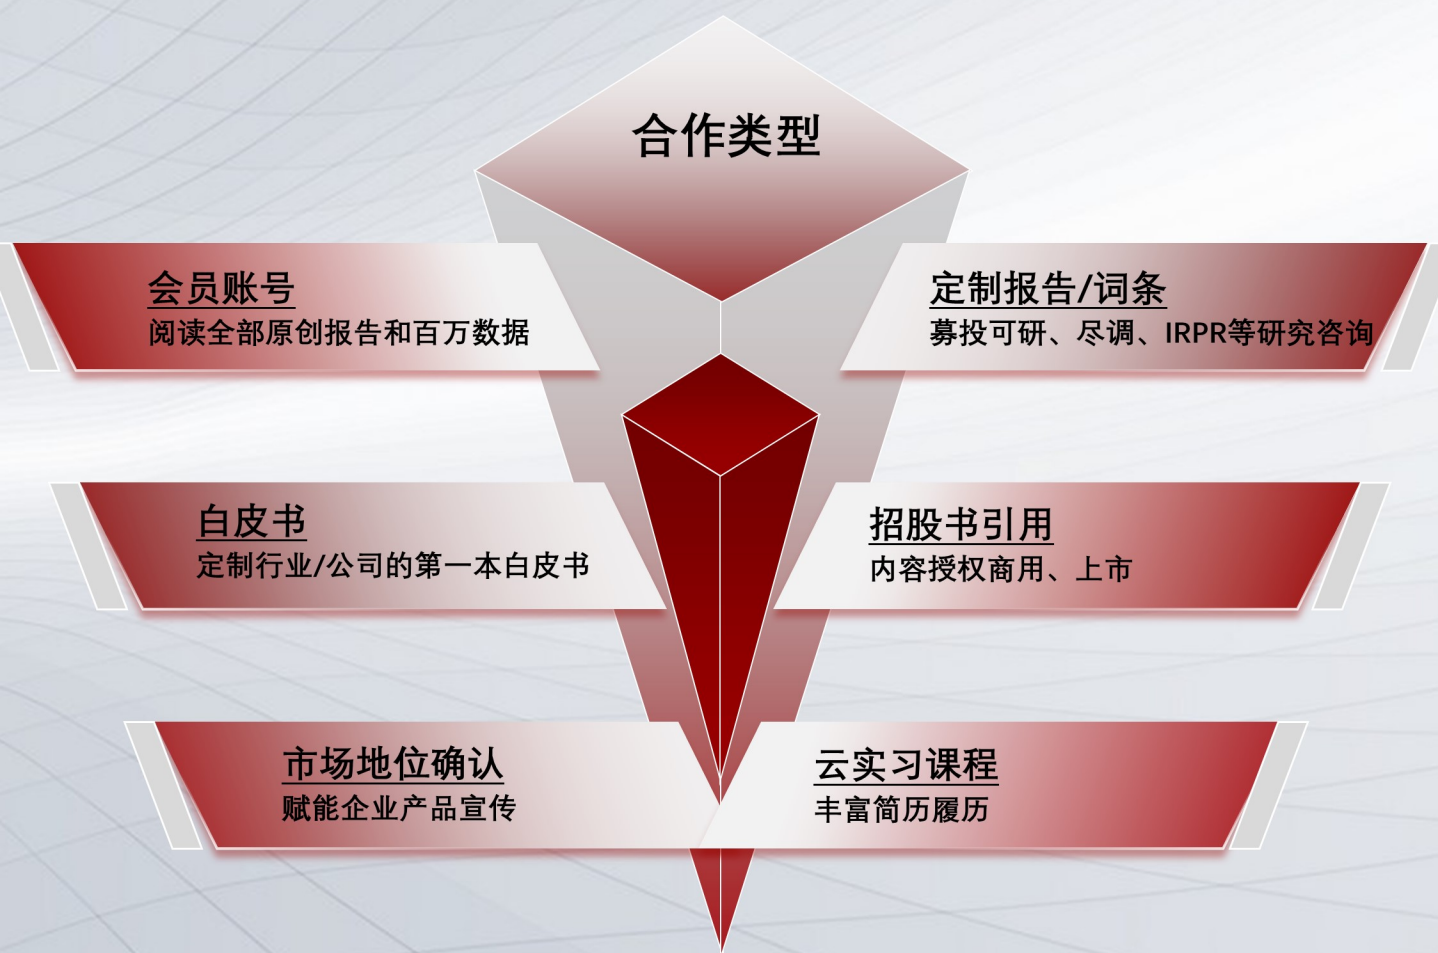 合作类型
会员账号
阅读全部原创报告和百万数据
定制报告/词条
募投可研、尽调、IRPR等研究咨询
白皮书
定制行业/公司的第一本白皮书
招股书引用
内容授权商用、上市
市场地位确认
赋能企业产品宣传
云实习课程
丰富简历履历